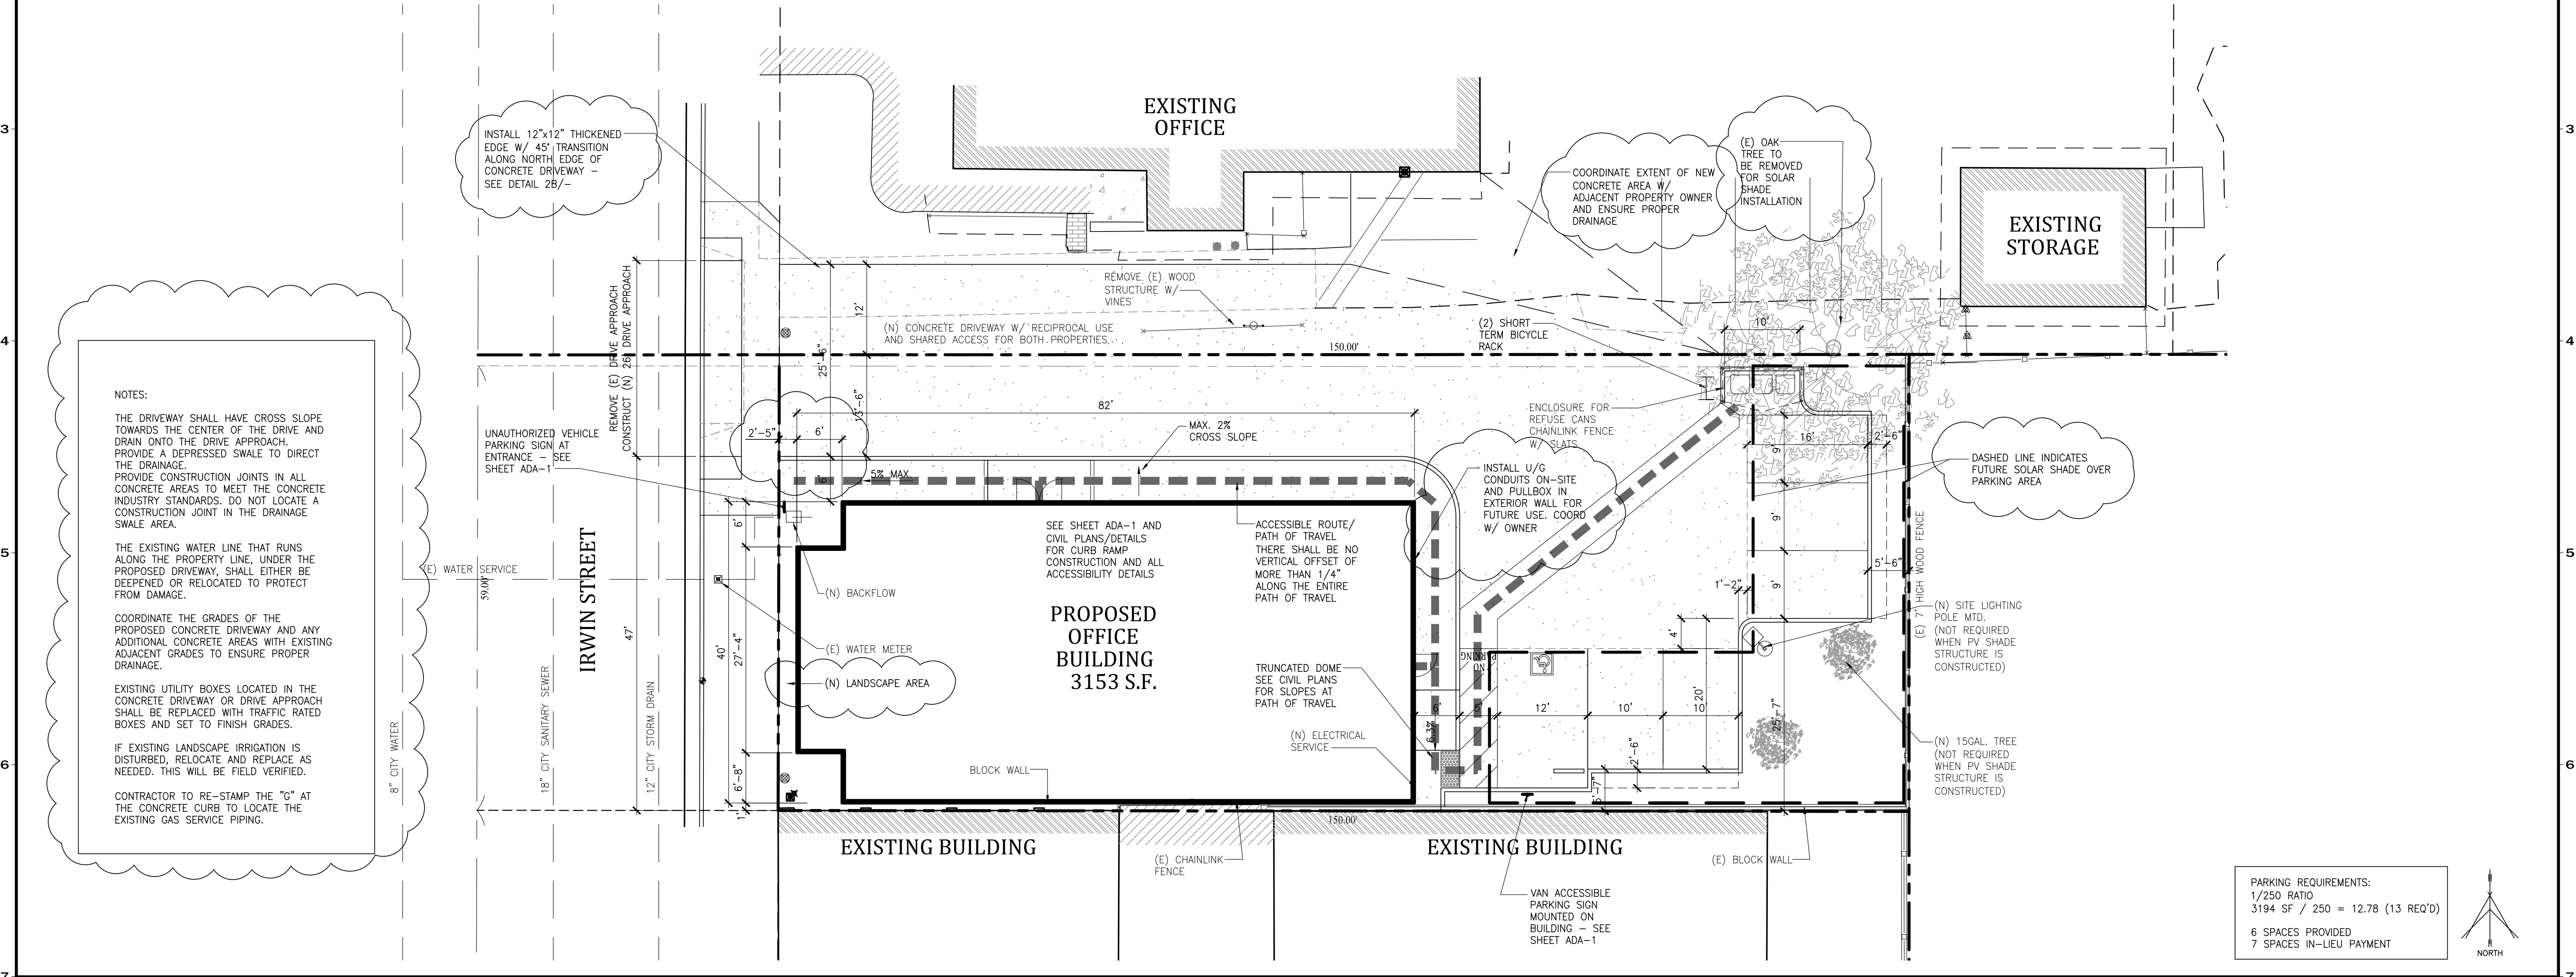 EXISTING
OFFICE
INSTALL 12"x12" THICKENED
EDGE W/ 45° TRANSITION
ALONG NORTH EDGE OF
CONCRETE DRIVEWAY –
SEE DETAIL 2B/–
COORDINATE EXTENT OF NEW
CONCRETE AREA W/
ADJACENT PROPERTY OWNER
AND ENSURE PROPER
DRAINAGE
(E) OAK
TREE TO
BE REMOVED
FOR SOLAR
SHADE
INSTALLATION
EXISTING
STORAGE
3
3
4
4
5
5
6
6
7
7
NOTES:
THE DRIVEWAY SHALL HAVE CROSS SLOPE
TOWARDS THE CENTER OF THE DRIVE AND
DRAIN ONTO THE DRIVE APPROACH.
PROVIDE A DEPRESSED SWALE TO DIRECT
THE DRAINAGE.
PROVIDE CONSTRUCTION JOINTS IN ALL
CONCRETE AREAS TO MEET THE CONCRETE
INDUSTRY STANDARDS. DO NOT LOCATE A
CONSTRUCTION JOINT IN THE DRAINAGE
SWALE AREA.
THE EXISTING WATER LINE THAT RUNS
ALONG THE PROPERTY LINE, UNDER THE
PROPOSED DRIVEWAY, SHALL EITHER BE
DEEPENED OR RELOCATED TO PROTECT
FROM DAMAGE.
COORDINATE THE GRADES OF THE
PROPOSED CONCRETE DRIVEWAY AND ANY
ADDITIONAL CONCRETE AREAS WITH EXISTING
ADJACENT GRADES TO ENSURE PROPER
DRAINAGE.
EXISTING UTILITY BOXES LOCATED IN THE
CONCRETE DRIVEWAY OR DRIVE APPROACH
SHALL BE REPLACED WITH TRAFFIC RATED
BOXES AND SET TO FINISH GRADES.
IF EXISTING LANDSCAPE IRRIGATION IS
DISTURBED, RELOCATE AND REPLACE AS
NEEDED. THIS WILL BE FIELD VERIFIED.
CONTRACTOR TO RE-STAMP THE "G" AT
THE CONCRETE CURB TO LOCATE THE
EXISTING GAS SERVICE PIPING.
8" CITY WATER
18" CITY SANITARY SEWER
12" CITY STORM DRAIN
IRWIN STREET
59.00'
47'
(E) WATER SERVICE
UNAUTHORIZED VEHICLE
PARKING SIGN AT
ENTRANCE – SEE
SHEET ADA-1
REMOVE (E) DRIVE APPROACH
CONSTRUCT (N) 26' DRIVE APPROACH
REMOVE (E) WOOD
STRUCTURE W/
VINES
(N) CONCRETE DRIVEWAY W/ RECIPROCAL USE
AND SHARED ACCESS FOR BOTH PROPERTIES.
12'
25'-6"
150.00'
82'
2'-5"
6'
6'
5% MAX.
MAX. 2%
CROSS SLOPE
(2) SHORT
TERM BICYCLE
RACK
ENCLOSURE FOR
REFUSE CANS
CHAINLINK FENCE
W/ SLATS
INSTALL U/G
CONDUITS ON-SITE
AND PULLBOX IN
EXTERIOR WALL FOR
FUTURE USE. COORD
W/ OWNER
10'
16'
2'-6"
9'
9'
9'
5'-6"
1'-2"
4'
DASHED LINE INDICATES
FUTURE SOLAR SHADE OVER
PARKING AREA
(E) 7' HIGH WOOD FENCE
(N) SITE LIGHTING
POLE MTD.
(NOT REQUIRED
WHEN PV SHADE
STRUCTURE IS
CONSTRUCTED)
(N) 15GAL. TREE
(NOT REQUIRED
WHEN PV SHADE
STRUCTURE IS
CONSTRUCTED)
SEE SHEET ADA-1 AND
CIVIL PLANS/DETAILS
FOR CURB RAMP
CONSTRUCTION AND ALL
ACCESSIBILITY DETAILS
ACCESSIBLE ROUTE/
PATH OF TRAVEL
THERE SHALL BE NO
VERTICAL OFFSET OF
MORE THAN 1/4"
ALONG THE ENTIRE
PATH OF TRAVEL
PROPOSED
OFFICE
BUILDING
3153 S.F.
TRUNCATED DOME
SEE CIVIL PLANS
FOR SLOPES AT
PATH OF TRAVEL
(N) ELECTRICAL
SERVICE
BLOCK WALL
(N) BACKFLOW
(E) WATER METER
(N) LANDSCAPE AREA
6'
40'
27'-4"
6'-8"
1'
NO
PARKING
6'
5'
12'
10'
10'
20'
25'-7"
6.3%
2'-6"
5'-7"
150.00'
EXISTING BUILDING
EXISTING BUILDING
(E) CHAINLINK
FENCE
(E) BLOCK WALL
VAN ACCESSIBLE
PARKING SIGN
MOUNTED ON
BUILDING – SEE
SHEET ADA-1
PARKING REQUIREMENTS:
1/250 RATIO
3194 SF / 250 = 12.78 (13 REQ'D)
6 SPACES PROVIDED
7 SPACES IN-LIEU PAYMENT
NORTH